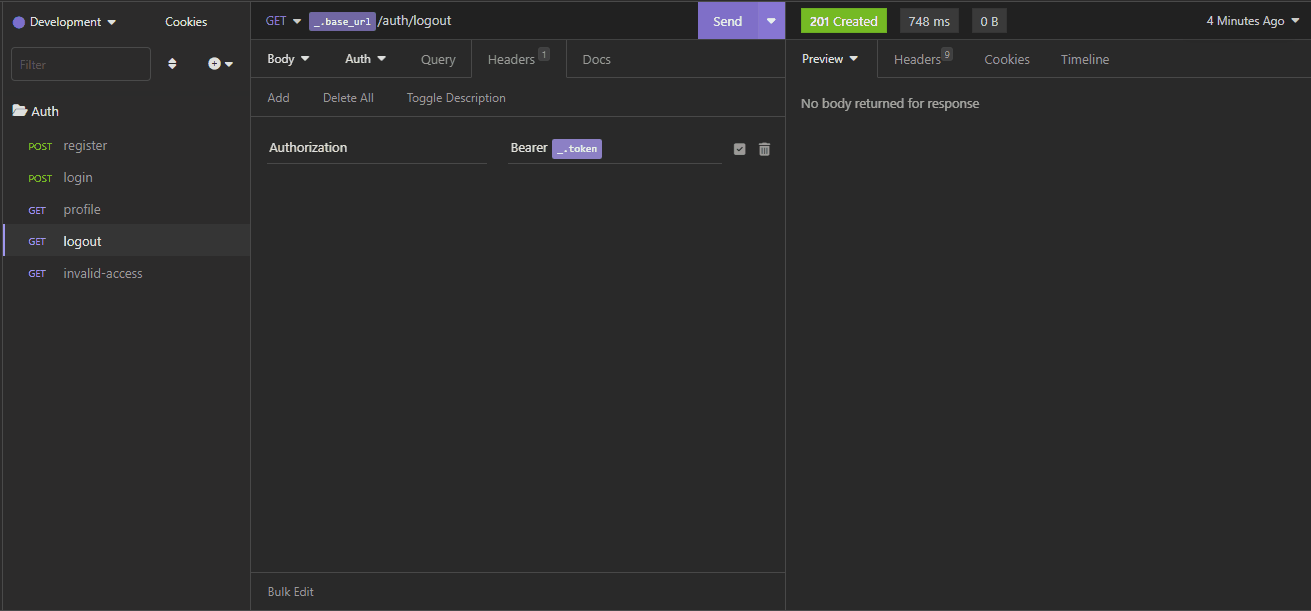 Development
Cookies
GET _.base_url /auth/logout
Send
201 Created
748 ms
0 B
4 Minutes Ago
Filter
Body
Auth
Query
Headers 1
Docs
Preview
Headers 9
Cookies
Timeline
Add
Delete All
Toggle Description
No body returned for response
Auth
POST register
POST login
GET profile
GET logout
GET invalid-access
Authorization
Bearer _.token
Bulk Edit